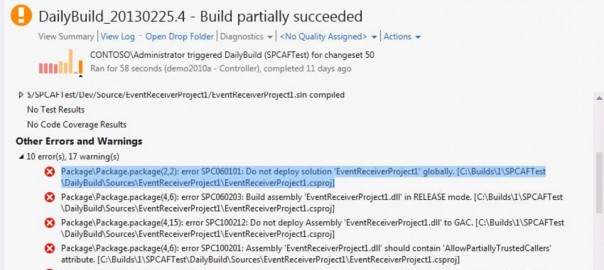 DailyBuild_20130225.4 - Build partially succeeded
View Summary | View Log - Open Drop Folder | Diagnostics | <No Quality Assigned> | Actions
CONTOSO\Administrator triggered DailyBuild (SPCAFTest) for changeset 50
Ran for 58 seconds (demo2010a - Controller), completed 11 days ago
$/SPCAFTest/Dev/Source/EventReceiverProject1/EventReceiverProject1.sln compiled
No Test Results
No Code Coverage Results
Other Errors and Warnings
10 error(s), 17 warning(s)
Package\Package.package(2,2): error SPC060101: Do not deploy solution 'EventReceiverProject1' globally. [C:\Builds\1\SPCAFTest
\DailyBuild\Sources\EventReceiverProject1\EventReceiverProject1.csproj]
Package\Package.package(4,6): error SPC060203: Build assembly 'EventReceiverProject1.dll' in RELEASE mode. [C:\Builds\1\SPCAFTest
\DailyBuild\Sources\EventReceiverProject1\EventReceiverProject1.csproj]
Package\Package.package(4,15): error SPC100212: Do not deploy Assembly 'EventReceiverProject1.dll' to GAC. [C:\Builds\1\SPCAFTest
\DailyBuild\Sources\EventReceiverProject1\EventReceiverProject1.csproj]
Package\Package.package(4,6): error SPC100201: Assembly 'EventReceiverProject1.dll' should contain 'AllowPartiallyTrustedCallers'
attribute. [C:\Builds\1\SPCAFTest\DailyBuild\Sources\EventReceiverProject1\EventReceiverProject1.csproj]